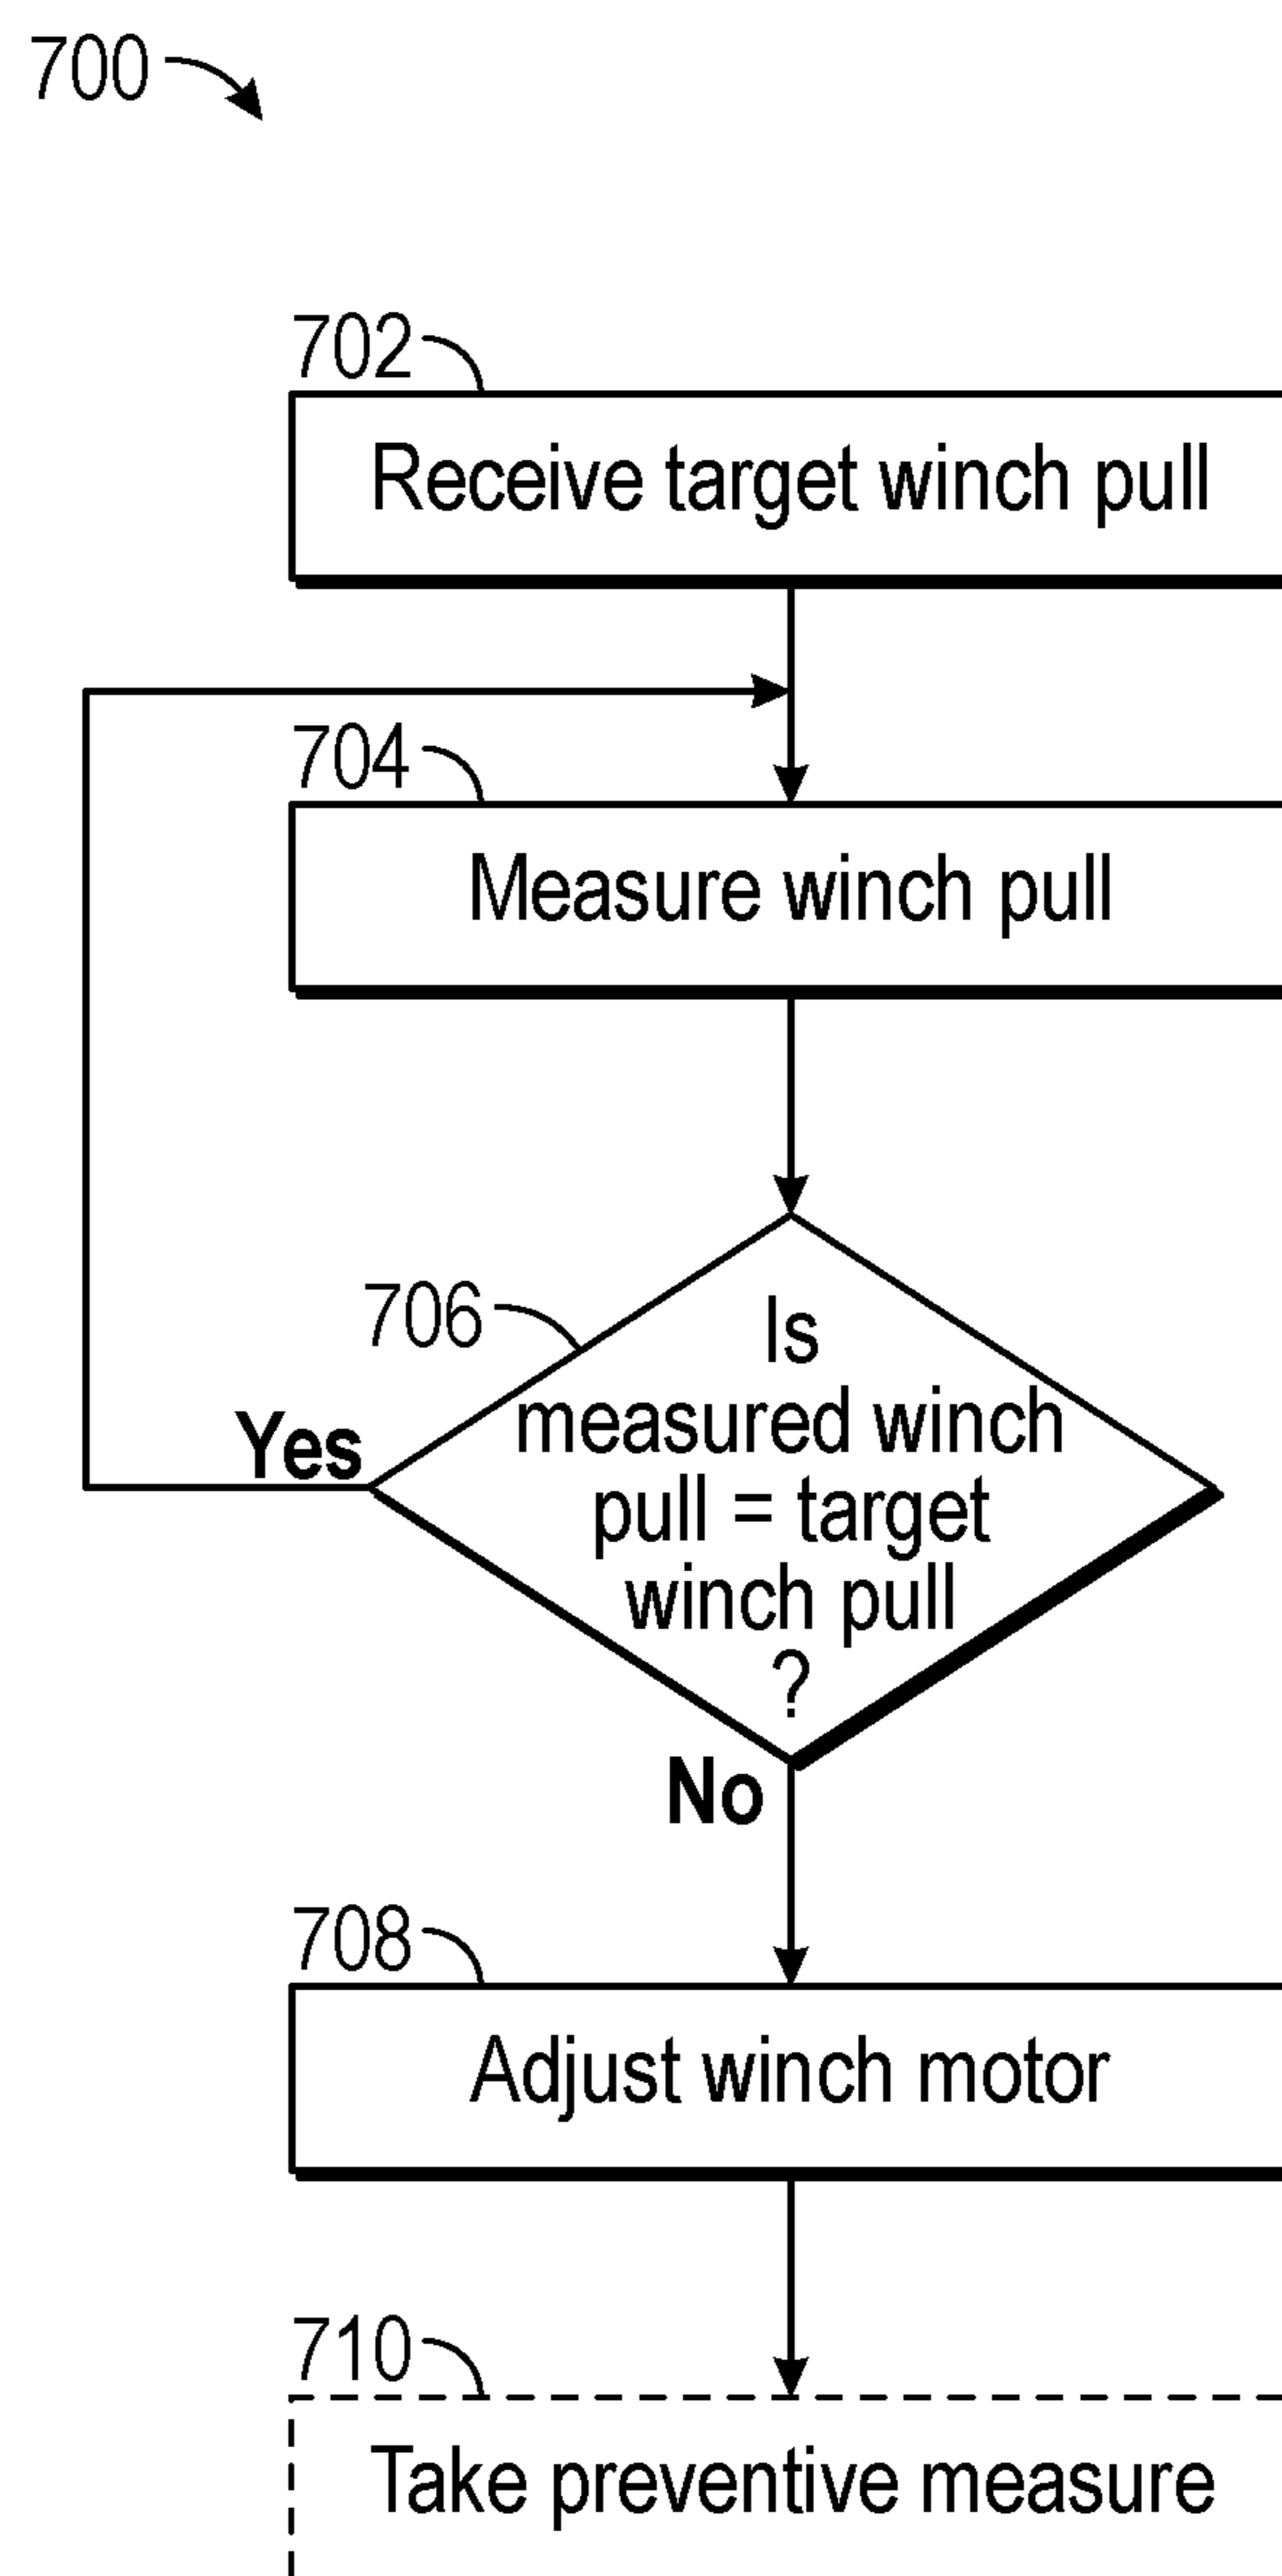 700
702
Receive target winch pull
704
Measure winch pull
706
Is
measured winch
pull = target
winch pull
?
Yes
No
708
Adjust winch motor
710
Take preventive measure